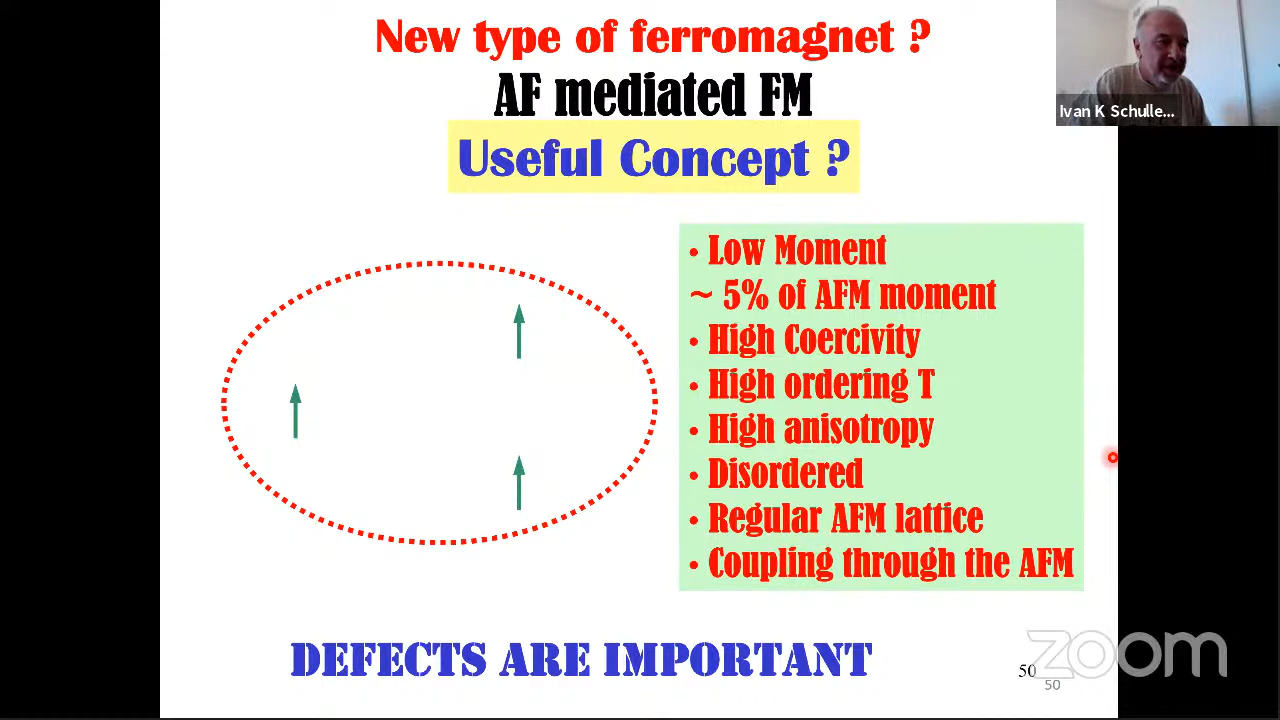 New type of ferromagnet ?
AF mediated FM
Useful Concept ?
Ivan K Schulle...
• Low Moment
~ 5% of AFM moment
• High Coercivity
• High ordering T
• High anisotropy
• Disordered
• Regular AFM lattice
• Coupling through the AFM
DEFECTS ARE IMPORTANT
zoom
50
50